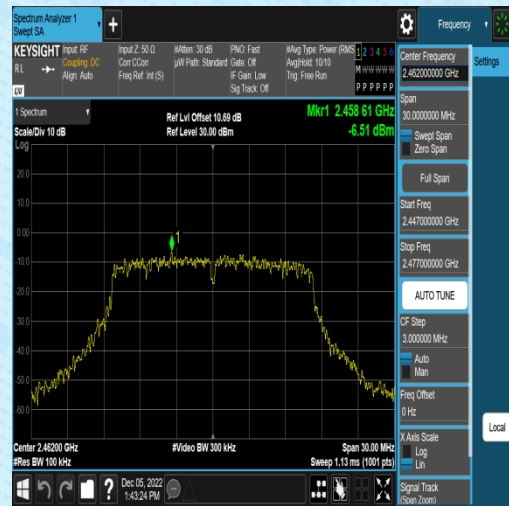 Spectrum Analyzer 1
Swept SA
+
Frequency
KEYSIGHT
RL
LXI
Input: RF
Coupling: DC
Align: Auto
Input Z: 50 Ω
Corr CCorr
Freq Ref: Int (S)
#Atten: 30 dB
µW Path: Standard
PNO: Fast
Gate: Off
IF Gain: Low
Sig Track: Off
#Avg Type: Power (RMS
Avg|Hold: 10/10
Trig: Free Run
1 2 3 4 5 6
M W W W W W
P P P P P P
1 Spectrum
Scale/Div 10 dB
Ref Lvl Offset 10.69 dB
Ref Level 30.00 dBm
Mkr1 2.458 61 GHz
-6.51 dBm
Log
20.0
10.0
0.00
-10.0
-20.0
-30.0
-40.0
-50.0
-60.0
1
Center 2.46200 GHz
#Res BW 100 kHz
#Video BW 300 kHz
Span 30.00 MHz
Sweep 1.13 ms (1001 pts)
Dec 05, 2022
1:43:24 PM
Center Frequency
2.462000000 GHz
Settings
Span
30.0000000 MHz
Swept Span
Zero Span
Full Span
Start Freq
2.447000000 GHz
Stop Freq
2.477000000 GHz
AUTO TUNE
CF Step
3.000000 MHz
Auto
Man
Freq Offset
0 Hz
X Axis Scale
Log
Lin
Signal Track
(Span Zoom)
Local